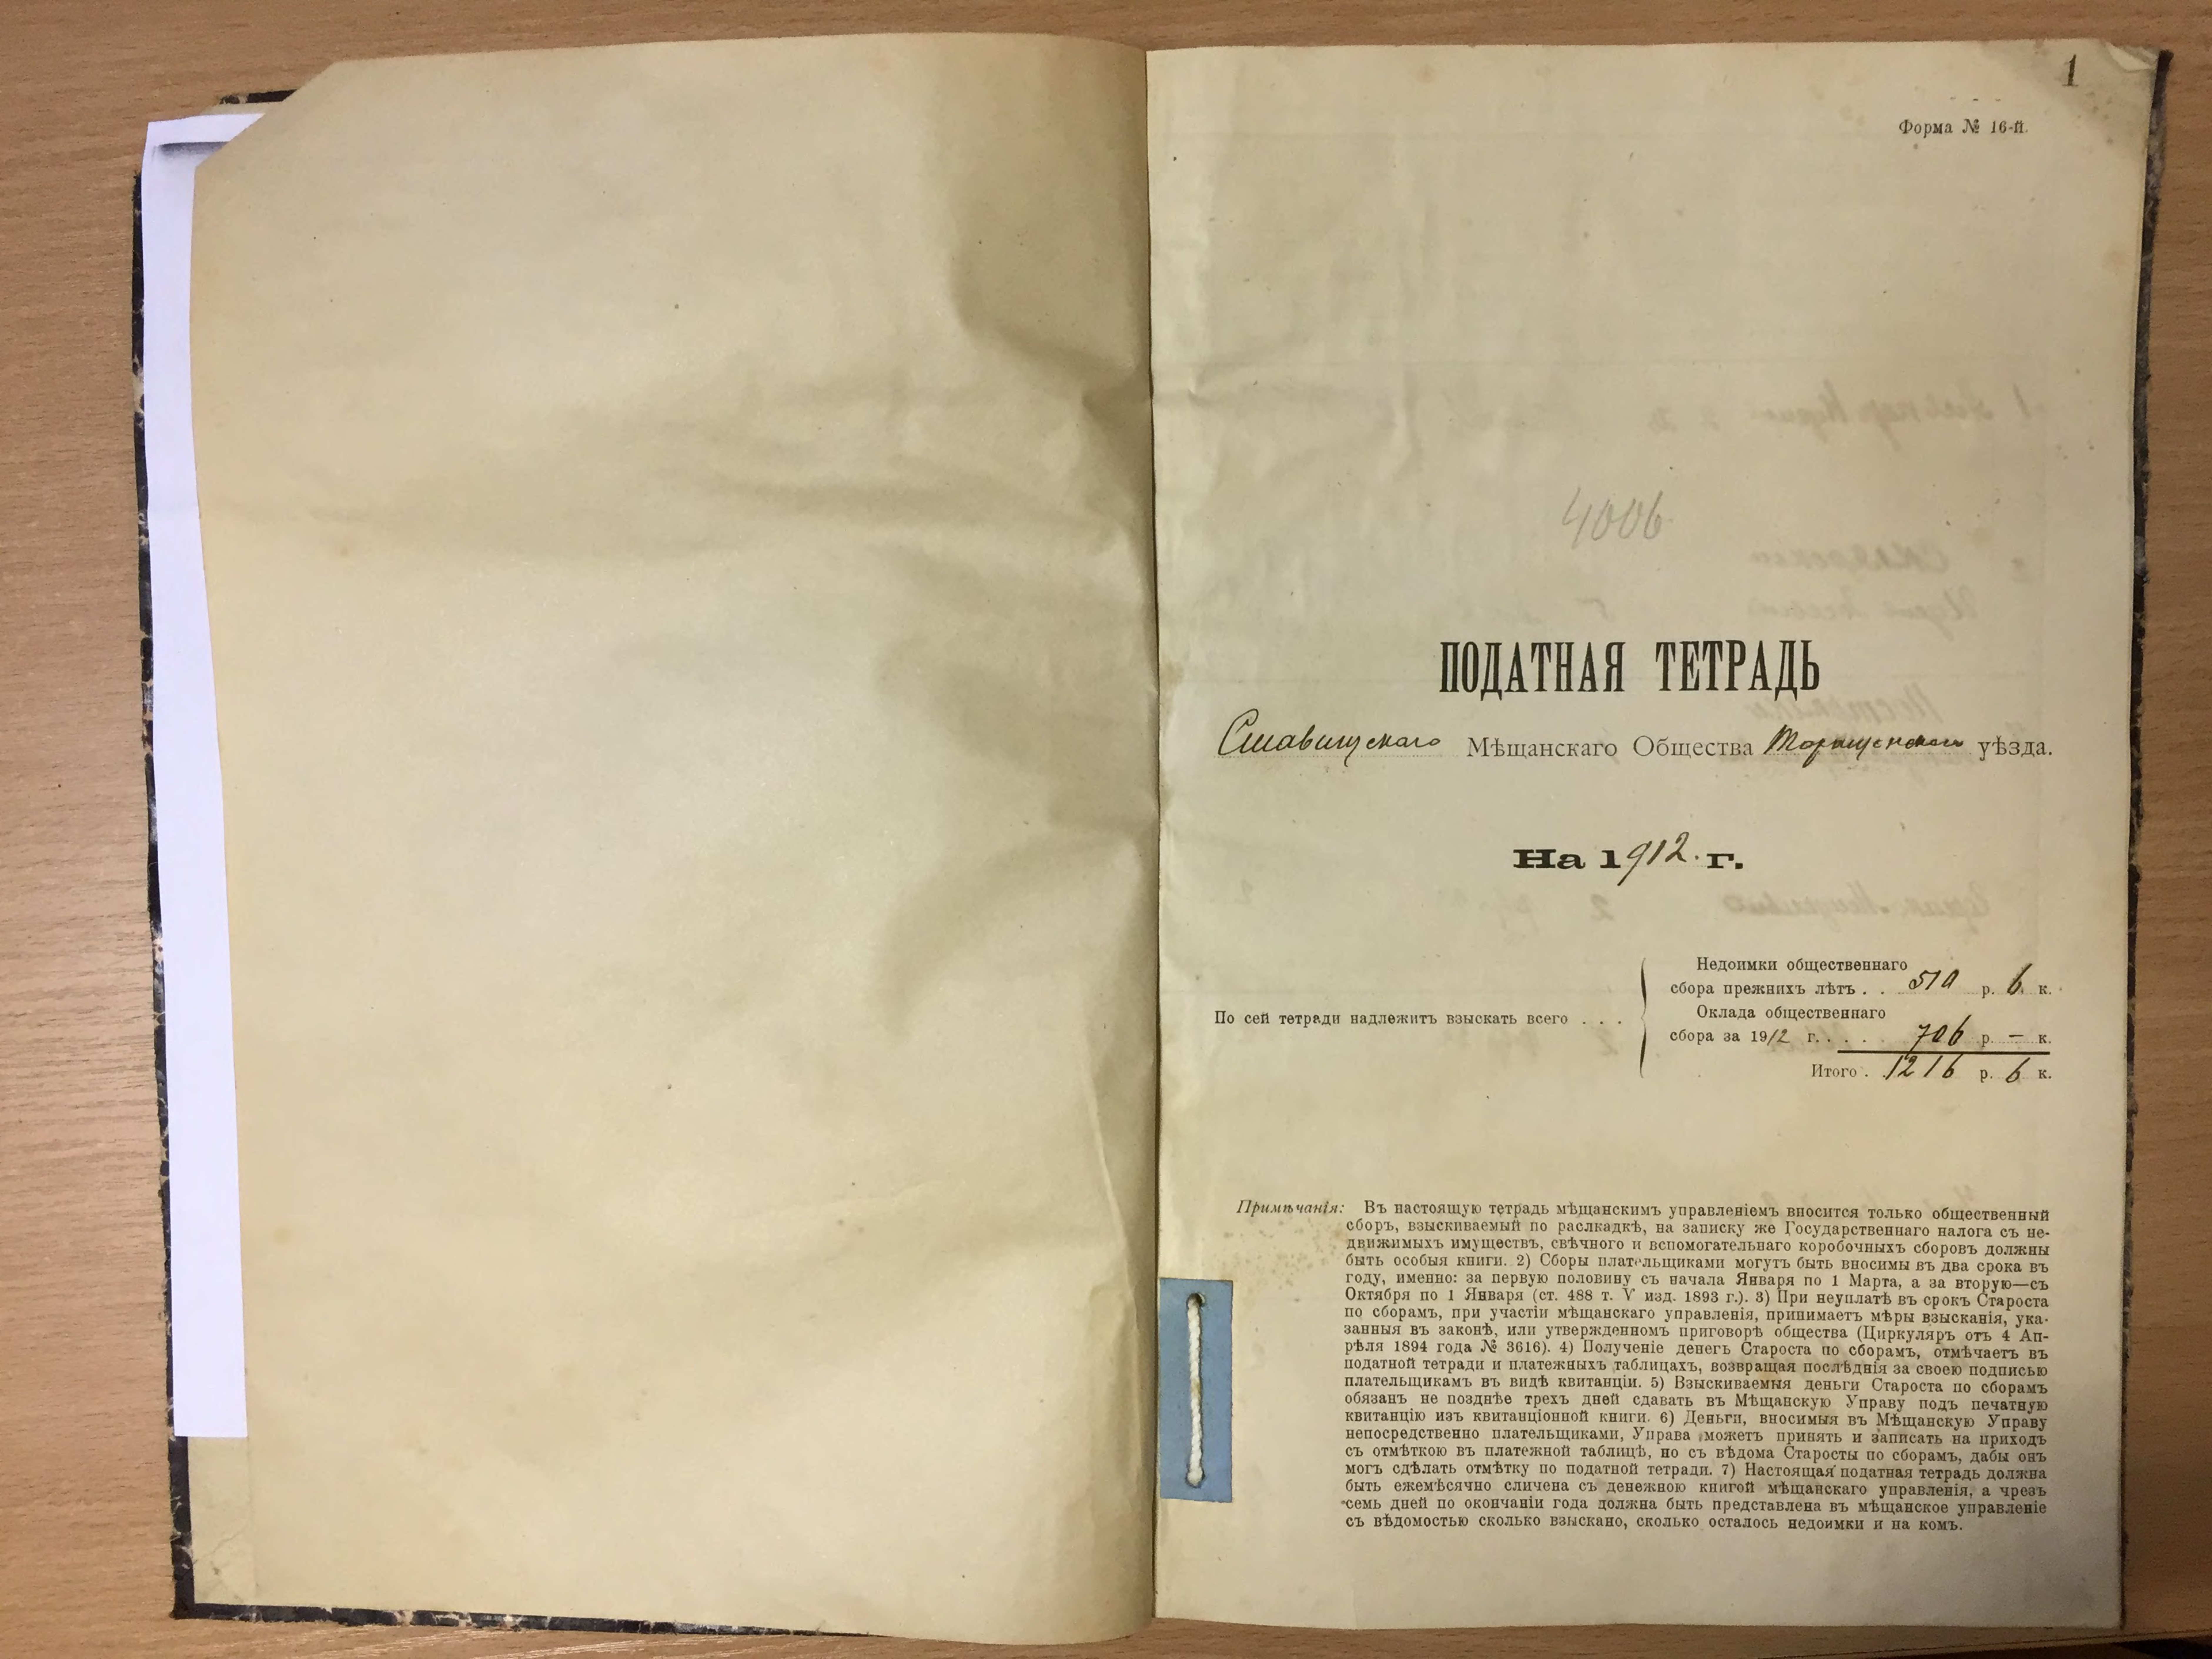 1
Форма № 16-й.
4006
ПОДАТНАЯ ТЕТРАДЬ
Ставищскаго Мѣщанскаго Общества Таращанскаго уѣзда.
На 1912. г.
Недоимки общественнаго
сбора прежнихъ лѣтъ . . 510 р. 6 к.
По сей тетради надлежитъ взыскать всего . . .
Оклада общественнаго
сбора за 1912 г. . . . . 706 р. — к.
Итого . . 1216 р. 6 к.
Примѣчанія: Въ настоящую тетрадь мѣщанскимъ управленіемъ вносится только общественный
сборъ, взыскиваемый по раслкадкѣ, на записку же Государственнаго налога съ не-
движимыхъ имуществъ, свѣчного и вспомогательнаго коробочныхъ сборовъ должны
быть особыя книги. 2) Сборы плательщиками могутъ быть вносимы въ два срока въ
году, именно: за первую половину съ начала Января по 1 Марта, а за вторую—съ
Октября по 1 Января (ст. 488 т. V изд. 1893 г.). 3) При неуплатѣ въ срокъ Староста
по сборамъ, при участіи мѣщанскаго управленія, принимаетъ мѣры взысканія, ука-
занныя въ законѣ, или утвержденномъ приговорѣ общества (Циркуляръ отъ 4 Ап-
рѣля 1894 года № 3616). 4) Полученіе денегъ Староста по сборамъ, отмѣчаетъ въ
податной тетради и платежныхъ таблицахъ, возвращая послѣднія за своею подписью
плательщикамъ въ видѣ квитанціи. 5) Взыскиваемыя деньги Староста по сборамъ
обязанъ не позднѣе трехъ дней сдавать въ Мѣщанскую Управу подъ печатную
квитанцію изъ квитанціонной книги. 6) Деньги, вносимыя въ Мѣщанскую Управу
непосредственно плательщиками, Управа можетъ принять и записать на приходъ
съ отмѣткою въ платежной таблицѣ, но съ вѣдома Старосты по сборамъ, дабы онъ
могъ сдѣлать отмѣтку по податной тетради. 7) Настоящая податная тетрадь должна
быть ежемѣсячно сличена съ денежною книгой мѣщанскаго управленія, а чрезъ
семь дней по окончаніи года должна быть представлена въ мѣщанское управленіе
съ вѣдомостью сколько взыскано, сколько осталось недоимки и на комъ.